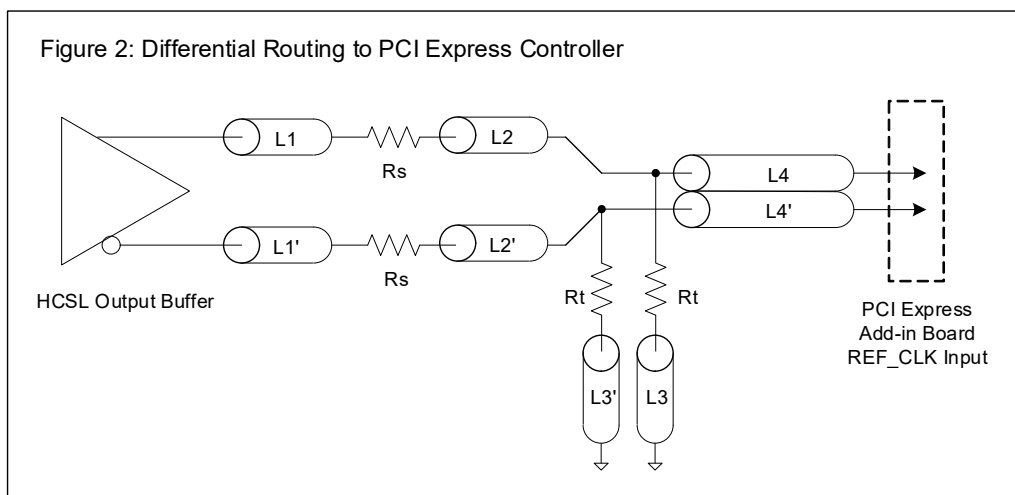 Figure 2: Differential Routing to PCI Express Controller
L1
Rs
L2
L4
L4'
L1'
Rs
L2'
HCSL Output Buffer
Rt
Rt
L3'
L3
PCI Express
Add-in Board
REF_CLK Input